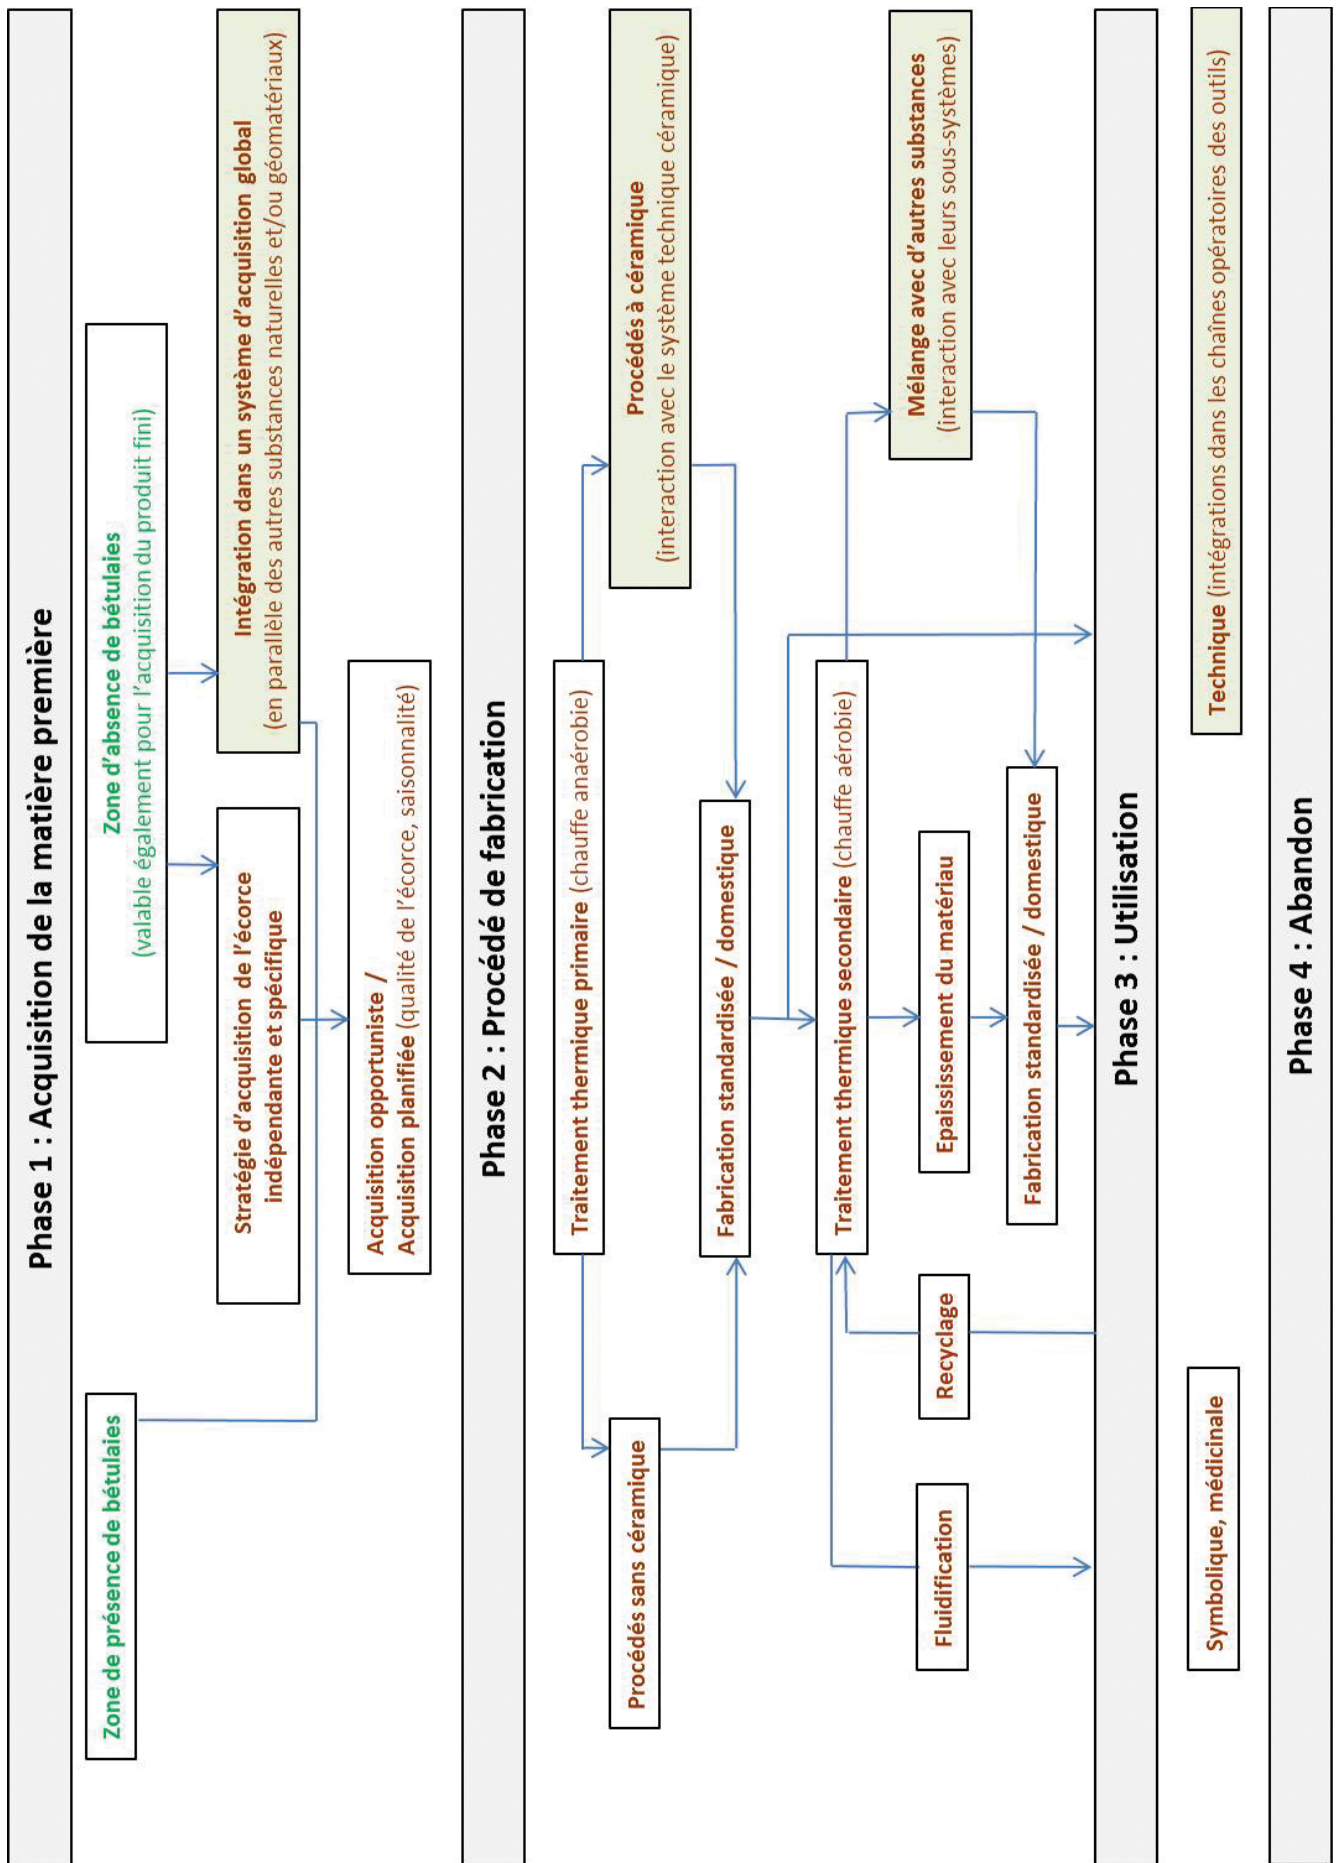 Phase 1 : Acquisition de la matière première
Zone de présence de bétulaies
Zone d’absence de bétulaies
(valable également pour l’acquisition du produit fini)
Stratégie d’acquisition de l’écorce
indépendante et spécifique
Intégration dans un système d’acquisition global
(en parallèle des autres substances naturelles et/ou géomatériaux)
Acquisition opportuniste /
Acquisition planifiée (qualité de l’écorce, saisonnalité)
Phase 2 : Procédé de fabrication
Traitement thermique primaire (chauffe anaérobie)
Procédés sans céramique
Procédés à céramique
(interaction avec le système technique céramique)
Fabrication standardisée / domestique
Traitement thermique secondaire (chauffe aérobie)
Fluidification
Recyclage
Epaississement du matériau
Mélange avec d’autres substances
(interaction avec leurs sous-systèmes)
Fabrication standardisée / domestique
Phase 3 : Utilisation
Symbolique, médicinale
Technique (intégrations dans les chaînes opératoires des outils)
Phase 4 : Abandon